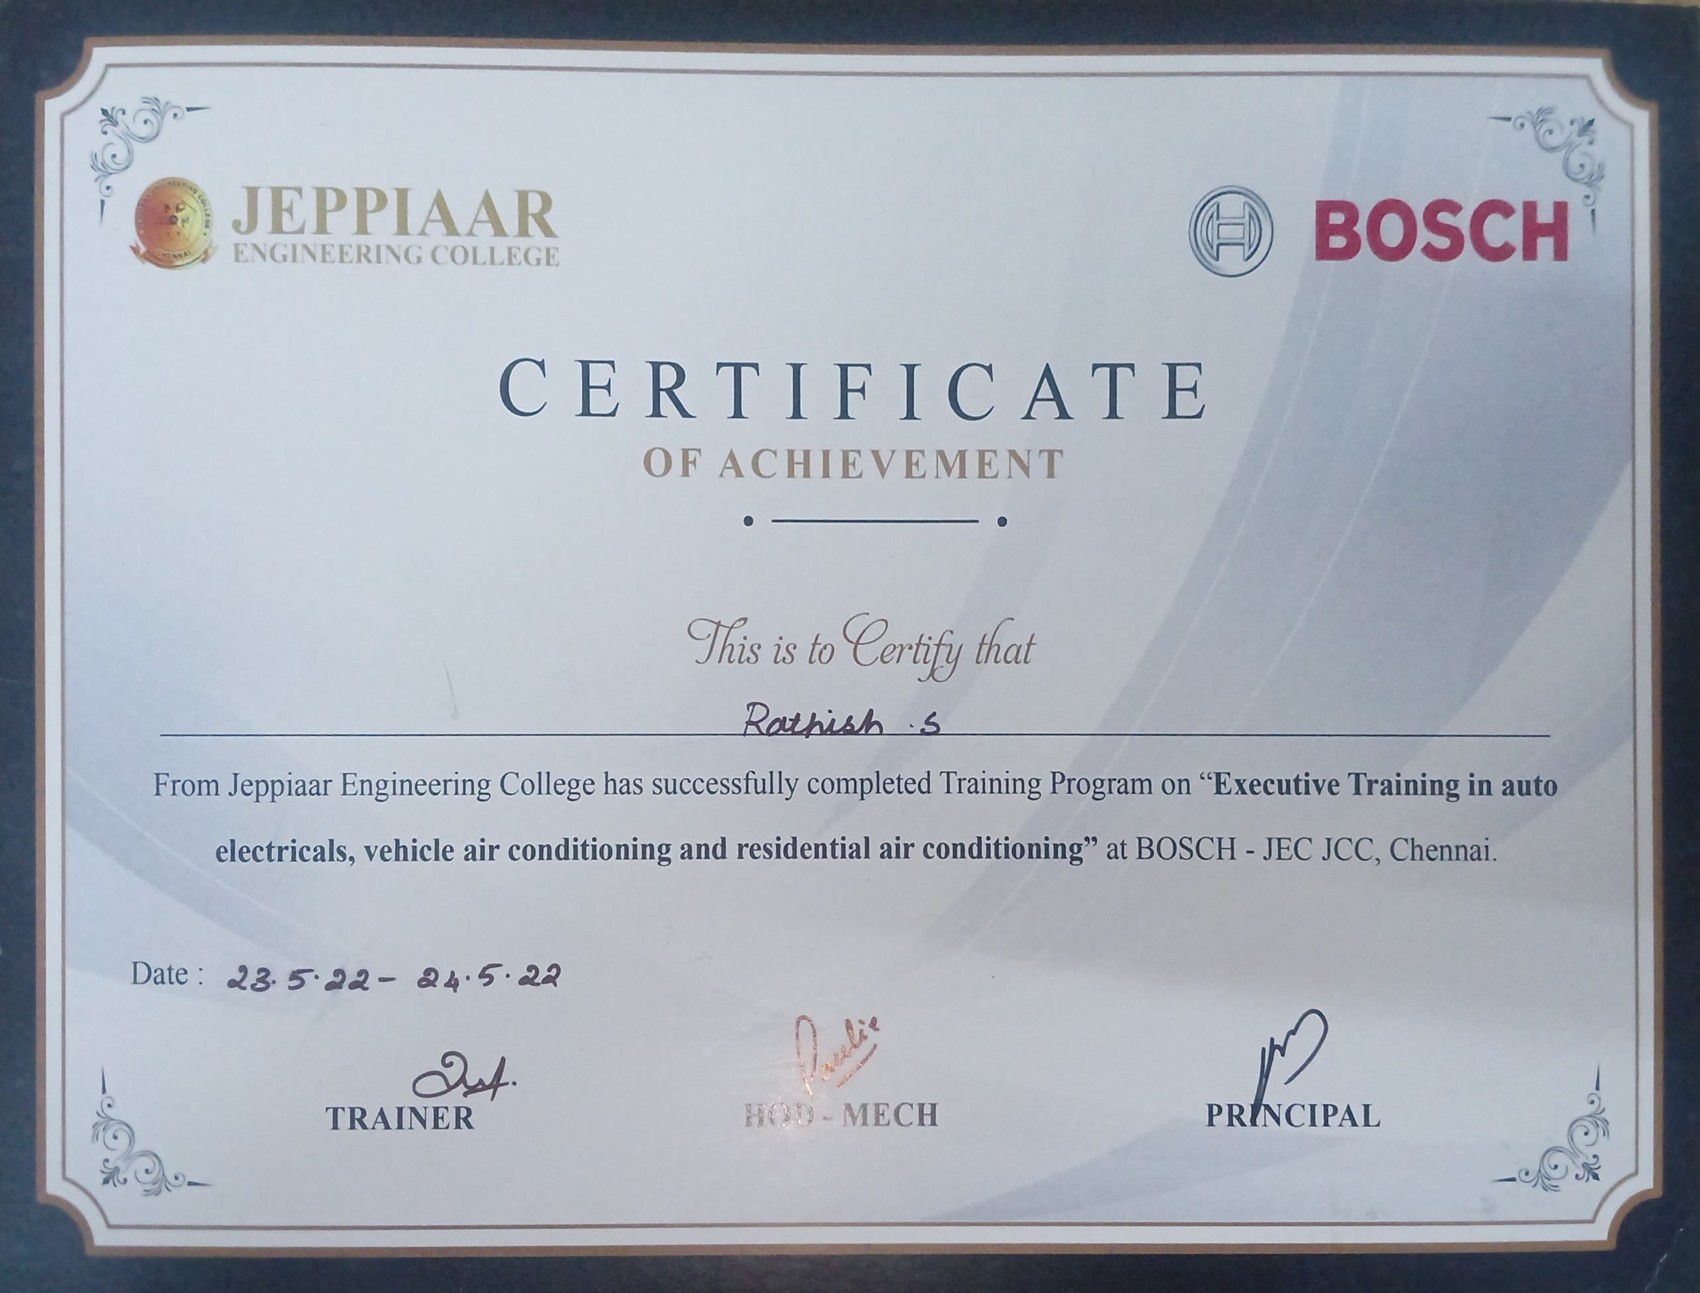 JEPPIAAR
ENGINEERING COLLEGE
BOSCH
CERTIFICATE
OF ACHIEVEMENT
This is to Certify that
Rathish .S
From Jeppiaar Engineering College has successfully completed Training Program on “Executive Training in auto
electricals, vehicle air conditioning and residential air conditioning” at BOSCH - JEC JCC, Chennai.
Date : 23.5.22 - 24.5.22
TRAINER
HOD - MECH
PRINCIPAL